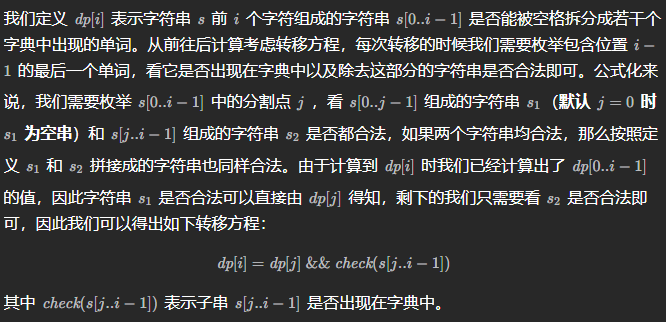 我们定义 dp[i] 表示字符串 s 前 i 个字符组成的字符串 s[0..i − 1] 是否能被空格拆分成若干个
字典中出现的单词。从前往后计算考虑转移方程，每次转移的时候我们需要枚举包含位置 i −
1 的最后一个单词，看它是否出现在字典中以及除去这部分的字符串是否合法即可。公式化来
说，我们需要枚举 s[0..i − 1] 中的分割点 j ，看 s[0..j − 1] 组成的字符串 s₁（默认 j = 0 时
s₁ 为空串）和 s[j..i − 1] 组成的字符串 s₂ 是否都合法，如果两个字符串均合法，那么按照定
义 s₁ 和 s₂ 拼接成的字符串也同样合法。由于计算到 dp[i] 时我们已经计算出了 dp[0..i − 1]
的值，因此字符串 s₁ 是否合法可以直接由 dp[j] 得知，剩下的我们只需要看 s₂ 是否合法即
可，因此我们可以得出如下转移方程：
dp[i] = dp[j] && check(s[j..i − 1])
其中 check(s[j..i − 1]) 表示子串 s[j..i − 1] 是否出现在字典中。